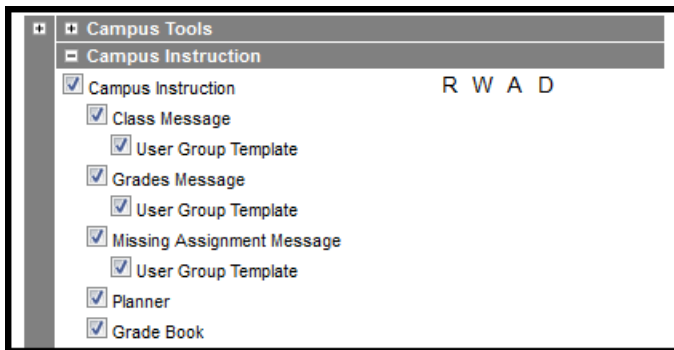 Campus Tools
Campus Instruction
Campus Instruction R W A D
Class Message
User Group Template
Grades Message
User Group Template
Missing Assignment Message
User Group Template
Planner
Grade Book